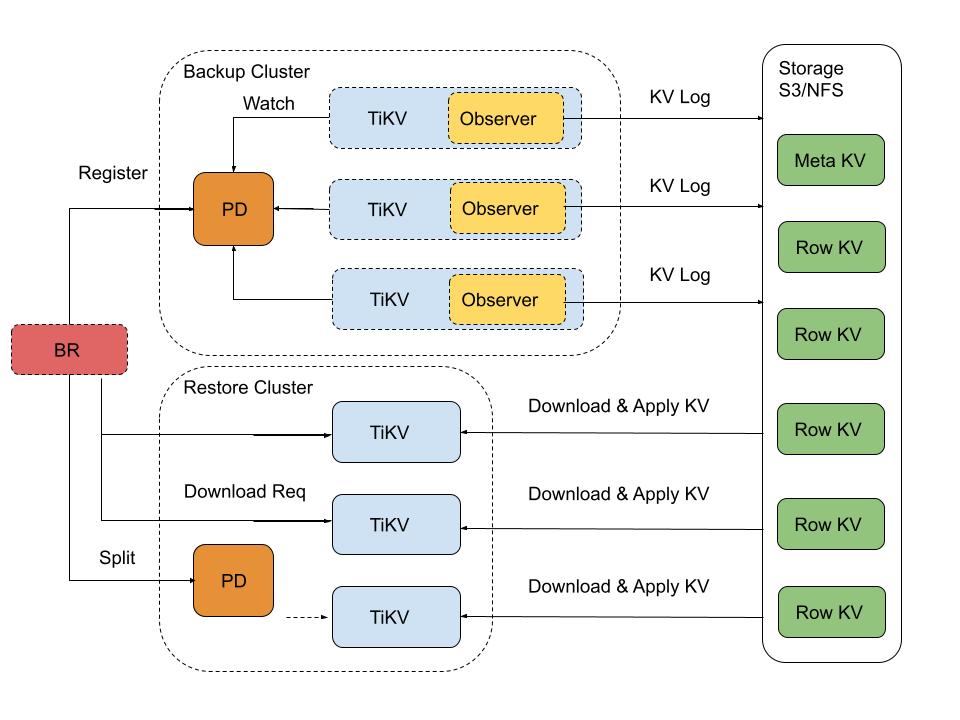 Backup Cluster
Storage
S3/NFS
Watch
TiKV
Observer
KV Log
Meta KV
Register
PD
TiKV
Observer
KV Log
Row KV
TiKV
Observer
KV Log
Row KV
BR
Restore Cluster
TiKV
Download & Apply KV
Row KV
Download Req
TiKV
Download & Apply KV
Row KV
Split
PD
TiKV
Download & Apply KV
Row KV